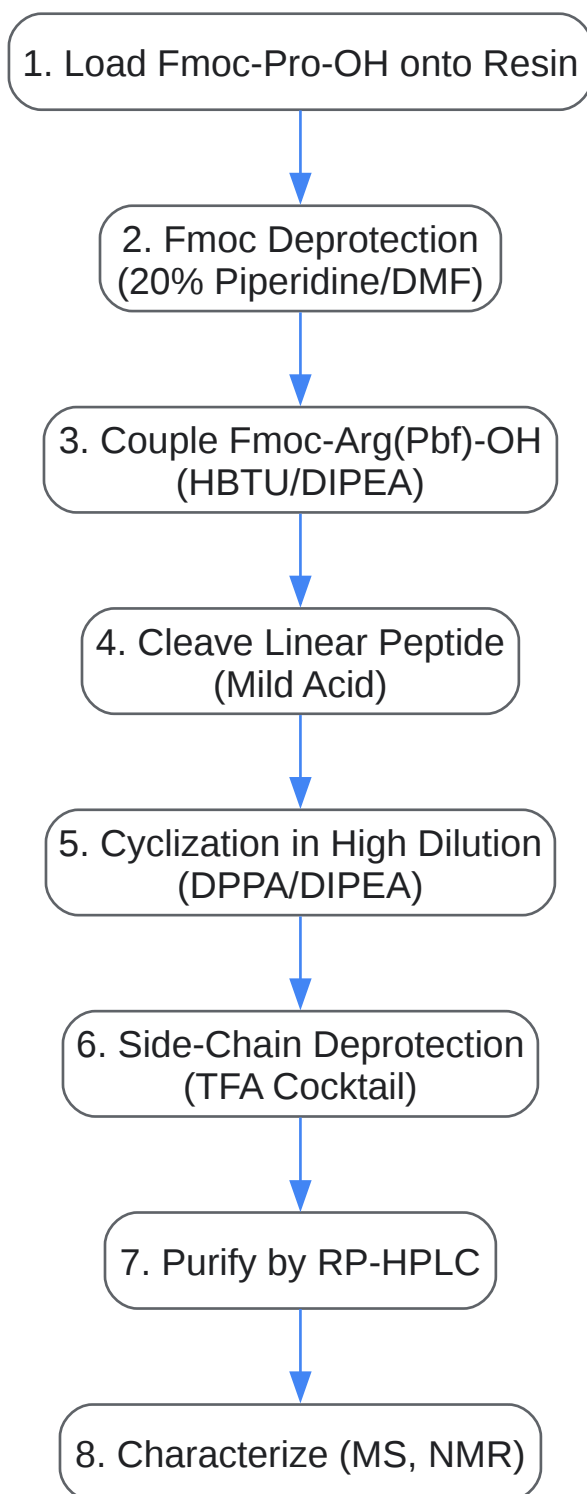 1. Load Fmoc-Pro-OH onto Resin
2. Fmoc Deprotection
(20% Piperidine/DMF)
3. Couple Fmoc-Arg(Pbf)-OH
(HBTU/DIPEA)
4. Cleave Linear Peptide
(Mild Acid)
5. Cyclization in High Dilution
(DPPA/DIPEA)
6. Side-Chain Deprotection
(TFA Cocktail)
7. Purify by RP-HPLC
8. Characterize (MS, NMR)